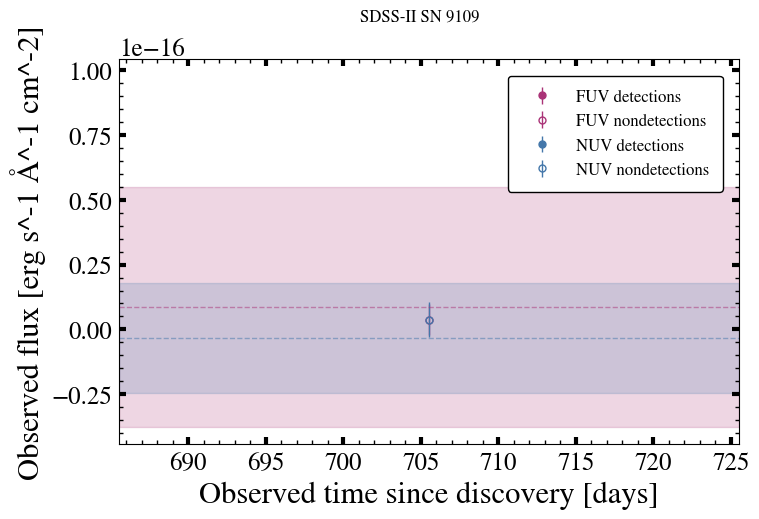 SDSS-II SN 9109
1e−16
1.00
0.75
0.50
0.25
0.00
−0.25
Observed flux [erg s^-1 Å^-1 cm^-2]
FUV detections
FUV nondetections
NUV detections
NUV nondetections
690 695 700 705 710 715 720 725
Observed time since discovery [days]